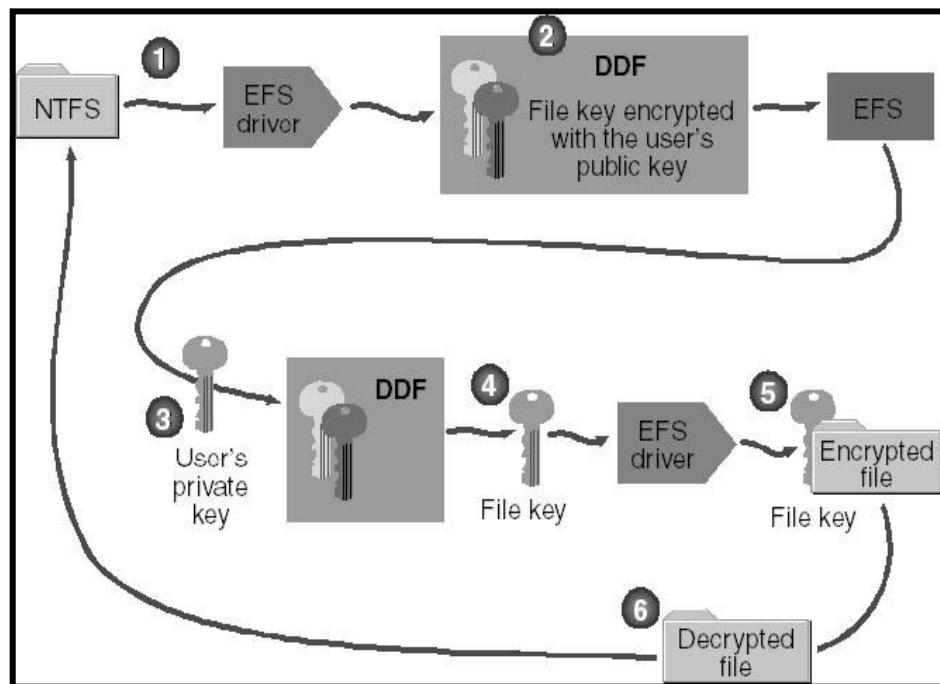 1
NTFS
EFS
driver
2
DDF
File key encrypted
with the user's
public key
EFS
3
User's
private
key
DDF
4
File key
EFS
driver
5
Encrypted
file
File key
6
Decrypted
file